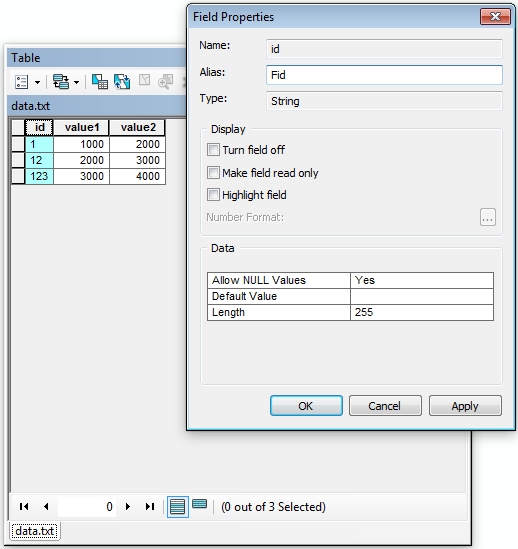 Field Properties
Name: id
Alias: Fid
Type: String
Display
Turn field off
Make field read only
Highlight field
Number Format: ...
Data
Allow NULL Values Yes
Default Value
Length 255
OK Cancel Apply
Table
data.txt
id value1 value2
1 1000 2000
12 2000 3000
123 3000 4000
0 (0 out of 3 Selected)
data.txt